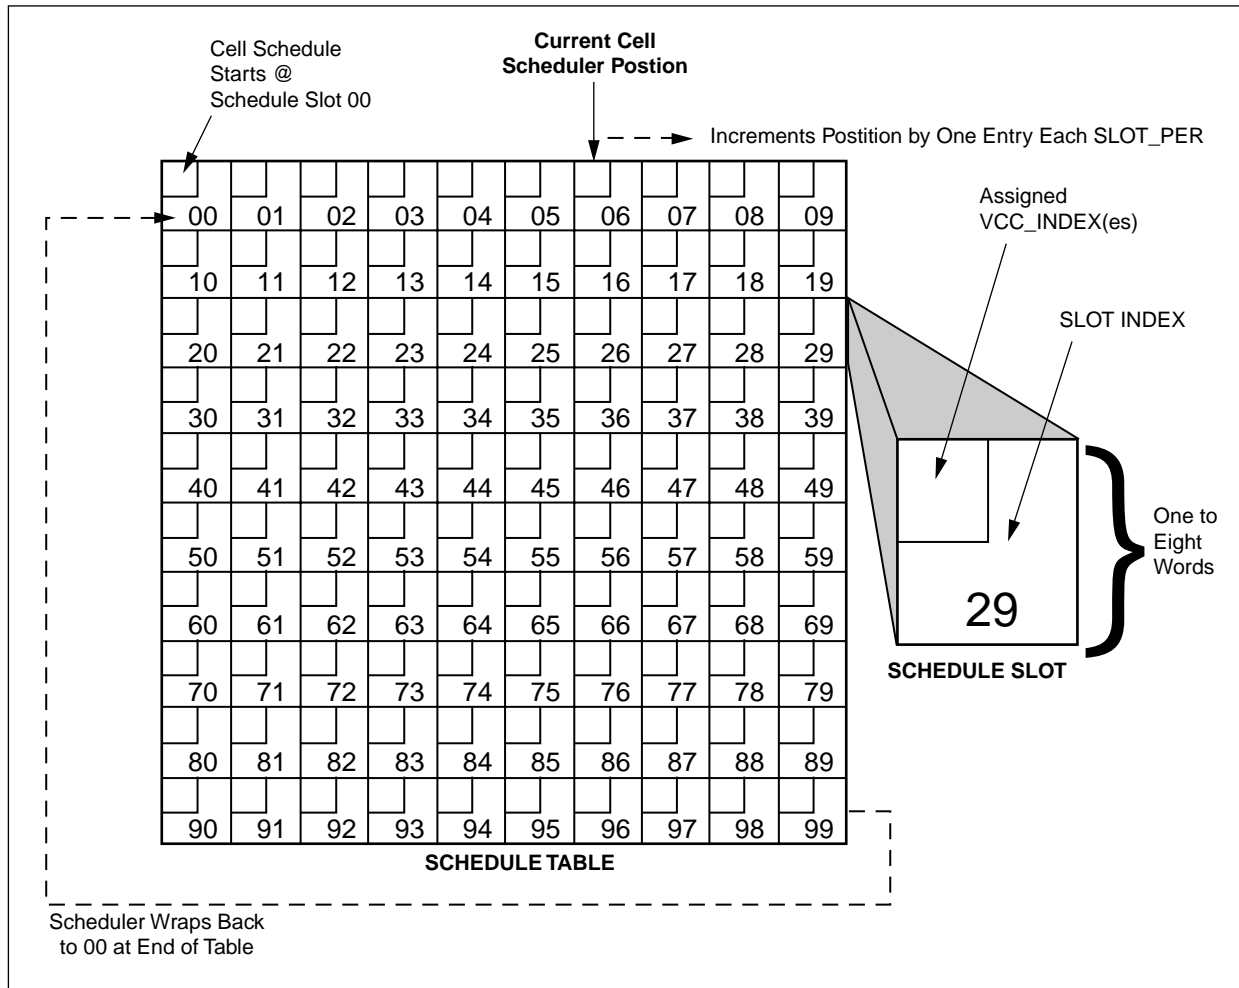 Cell Schedule
Starts @
Schedule Slot 00
Current Cell
Scheduler Postion
Increments Postition by One Entry Each SLOT_PER
Assigned
VCC_INDEX(es)
SLOT INDEX
00 01 02 03 04 05 06 07 08 09
10 11 12 13 14 15 16 17 18 19
20 21 22 23 24 25 26 27 28 29
30 31 32 33 34 35 36 37 38 39
40 41 42 43 44 45 46 47 48 49
50 51 52 53 54 55 56 57 58 59
60 61 62 63 64 65 66 67 68 69
70 71 72 73 74 75 76 77 78 79
80 81 82 83 84 85 86 87 88 89
90 91 92 93 94 95 96 97 98 99
One to
Eight
Words
29
SCHEDULE SLOT
SCHEDULE TABLE
Scheduler Wraps Back
to 00 at End of Table